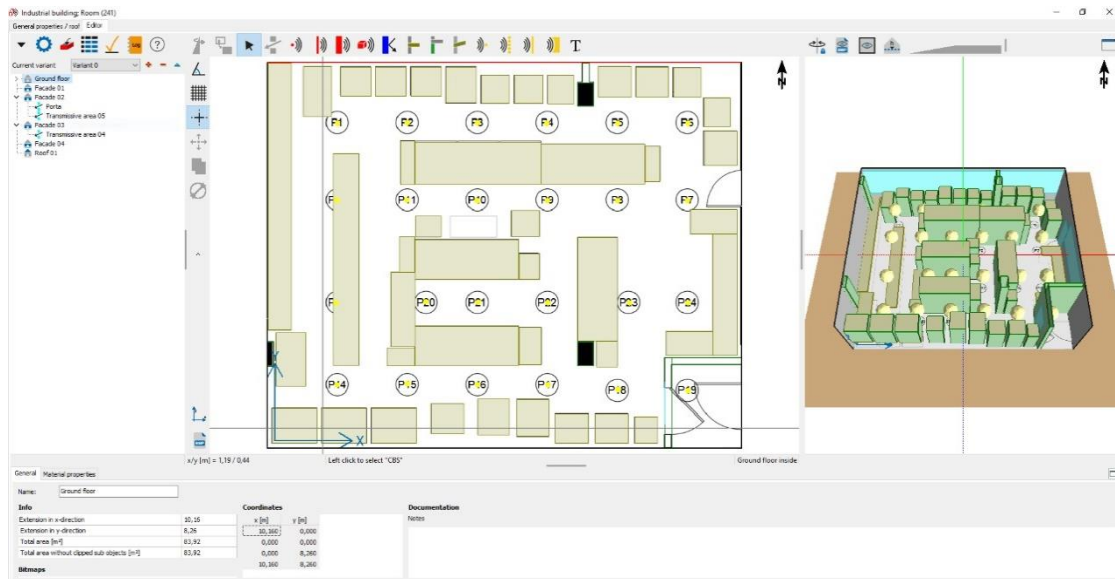 Industrial building: Room (241)
General properties / roof Editor
Log ? T
Current variant Variant 0
Ground floor
Facade 01
Facade 02
Porta
Transmissive area 05
Facade 03
Transmissive area 04
Facade 04
Roof 01
N N
P1 P2 P3 P4 P5 P6
P11 P10 P9 P8 P7
P20 P21 P22 P23 P24
P14 P15 P16 P17 P18 P19
Y
X
x/y [m] = 1,19 / 0,44 Left click to select "CBS" Ground floor inside
General Material properties
Name: Ground floor
Info Coordinates Documentation
Extension in x-direction 10,16 x [m] y [m] Notes
Extension in y-direction 8,26 10,160 0,000
Total area [m²] 83,92 0,000 0,000
Total area without clipped sub objects [m²] 83,92 0,000 8,260
10,160 8,260
Bitmaps